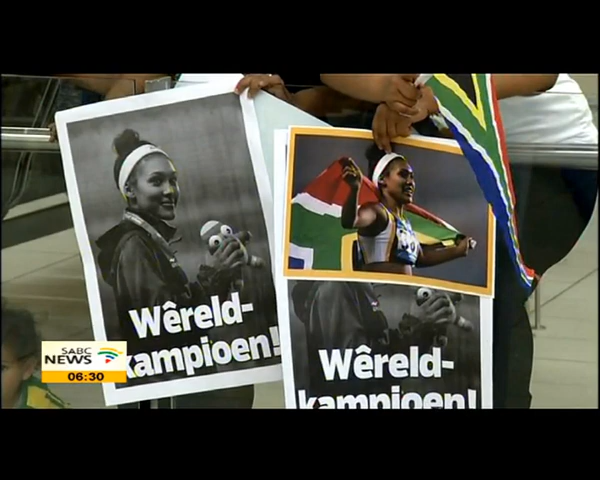 Wêreld-
kampioen!
Wêreld-
kampioen!
SABC
NEWS
06:30